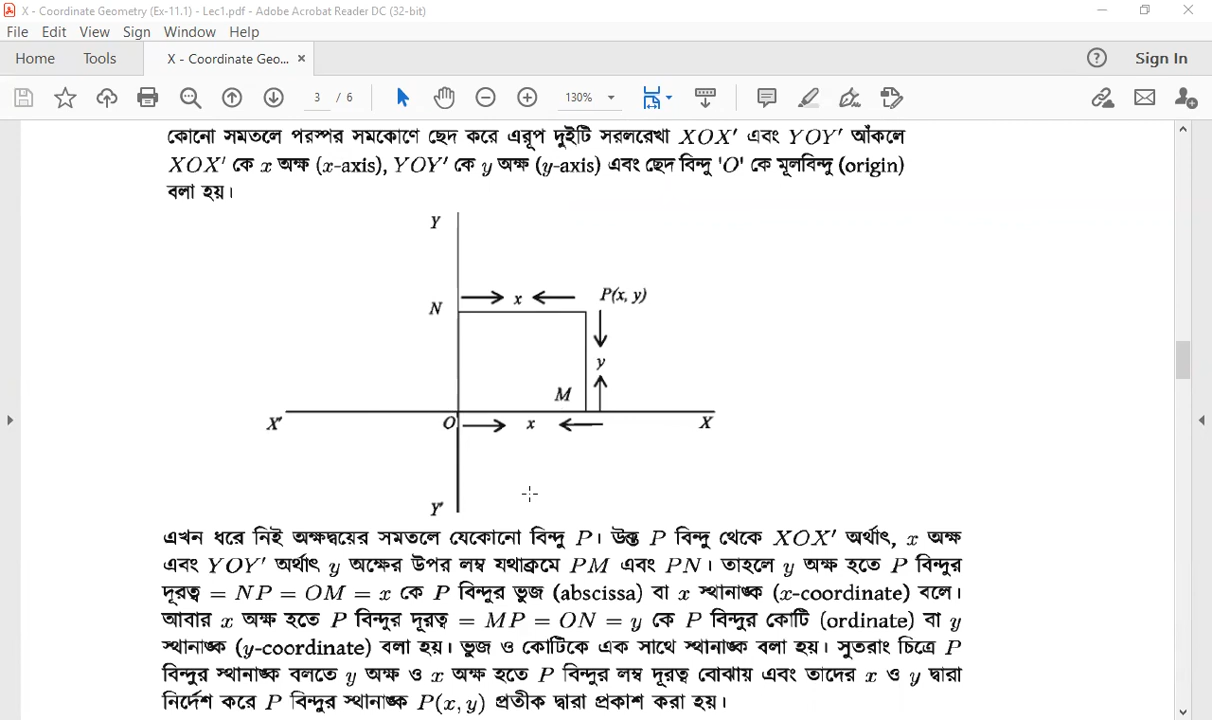 X - Coordinate Geometry (Ex-11.1) - Lec1.pdf - Adobe Acrobat Reader DC (32-bit)
File Edit View Sign Window Help
Home Tools X - Coordinate Geo... × Sign In
3 / 6 130%
কোনো সমতলে পরস্পর সমকোণে ছেদ করে এরূপ দুইটি সরলরেখা XOX′ এবং YOY′ আঁকলে
XOX′ কে x অক্ষ (x-axis), YOY′ কে y অক্ষ (y-axis) এবং ছেদ বিন্দু 'O' কে মূলবিন্দু (origin)
বলা হয়।
Y
N x P(x, y)
y
M
X′ O x X
Y′
এখন ধরে নিই অক্ষদ্বয়ের সমতলে যেকোনো বিন্দু P। উক্ত P বিন্দু থেকে XOX′ অর্থাৎ, x অক্ষ
এবং YOY′ অর্থাৎ y অক্ষের উপর লম্ব যথাক্রমে PM এবং PN। তাহলে y অক্ষ হতে P বিন্দুর
দূরত্ব = NP = OM = x কে P বিন্দুর ভুজ (abscissa) বা x স্থানাঙ্ক (x-coordinate) বলে।
আবার x অক্ষ হতে P বিন্দুর দূরত্ব = MP = ON = y কে P বিন্দুর কোটি (ordinate) বা y
স্থানাঙ্ক (y-coordinate) বলা হয়। ভুজ ও কোটিকে এক সাথে স্থানাঙ্ক বলা হয়। সুতরাং চিত্রে P
বিন্দুর স্থানাঙ্ক বলতে y অক্ষ ও x অক্ষ হতে P বিন্দুর লম্ব দূরত্ব বোঝায় এবং তাদের x ও y দ্বারা
নির্দেশ করে P বিন্দুর স্থানাঙ্ক P(x, y) প্রতীক দ্বারা প্রকাশ করা হয়।